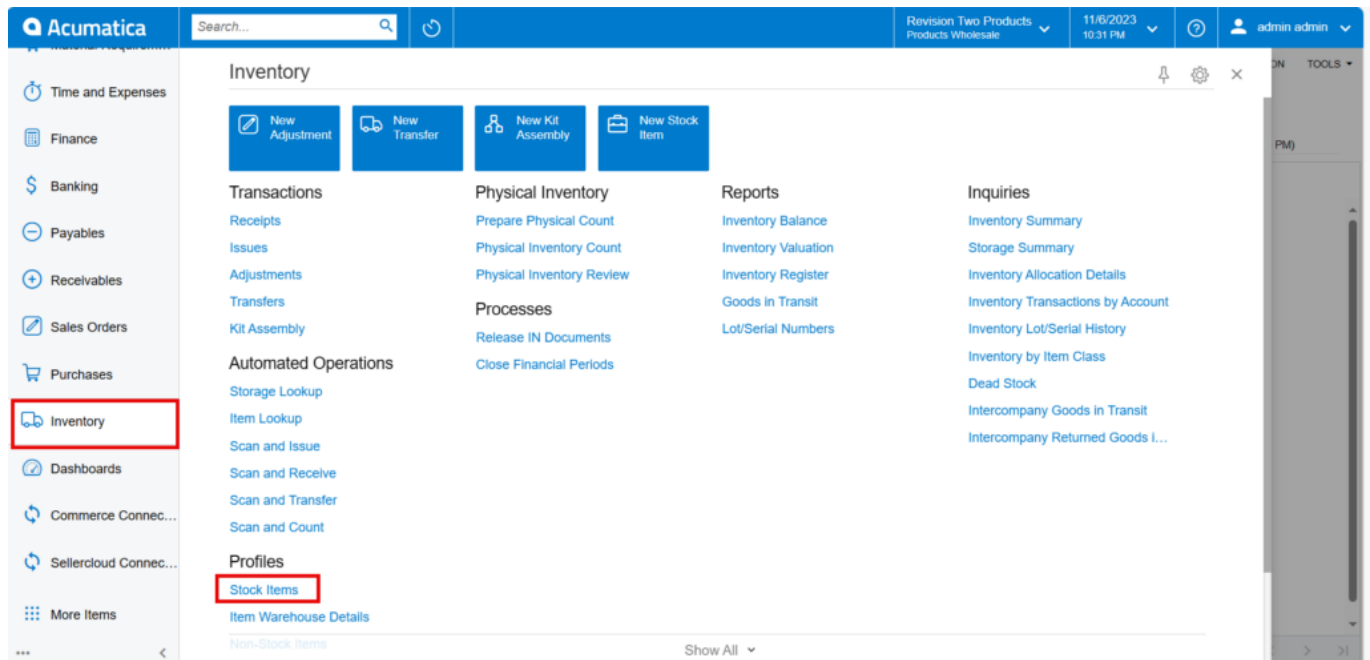 Acumatica
Search...
Revision Two Products
Products Wholesale
11/6/2023
10:31 PM
admin admin
Time and Expenses
Finance
Banking
Payables
Receivables
Sales Orders
Purchases
Inventory
Dashboards
Commerce Connec...
Sellercloud Connec...
More Items
Inventory
New
Adjustment
New
Transfer
New Kit
Assembly
New Stock
Item
Transactions
Receipts
Issues
Adjustments
Transfers
Kit Assembly
Automated Operations
Storage Lookup
Item Lookup
Scan and Issue
Scan and Receive
Scan and Transfer
Scan and Count
Profiles
Stock Items
Item Warehouse Details
Non-Stock Items
Physical Inventory
Prepare Physical Count
Physical Inventory Count
Physical Inventory Review
Processes
Release IN Documents
Close Financial Periods
Reports
Inventory Balance
Inventory Valuation
Inventory Register
Goods in Transit
Lot/Serial Numbers
Inquiries
Inventory Summary
Storage Summary
Inventory Allocation Details
Inventory Transactions by Account
Inventory Lot/Serial History
Inventory by Item Class
Dead Stock
Intercompany Goods in Transit
Intercompany Returned Goods i...
Show All
TOOLS
PM)